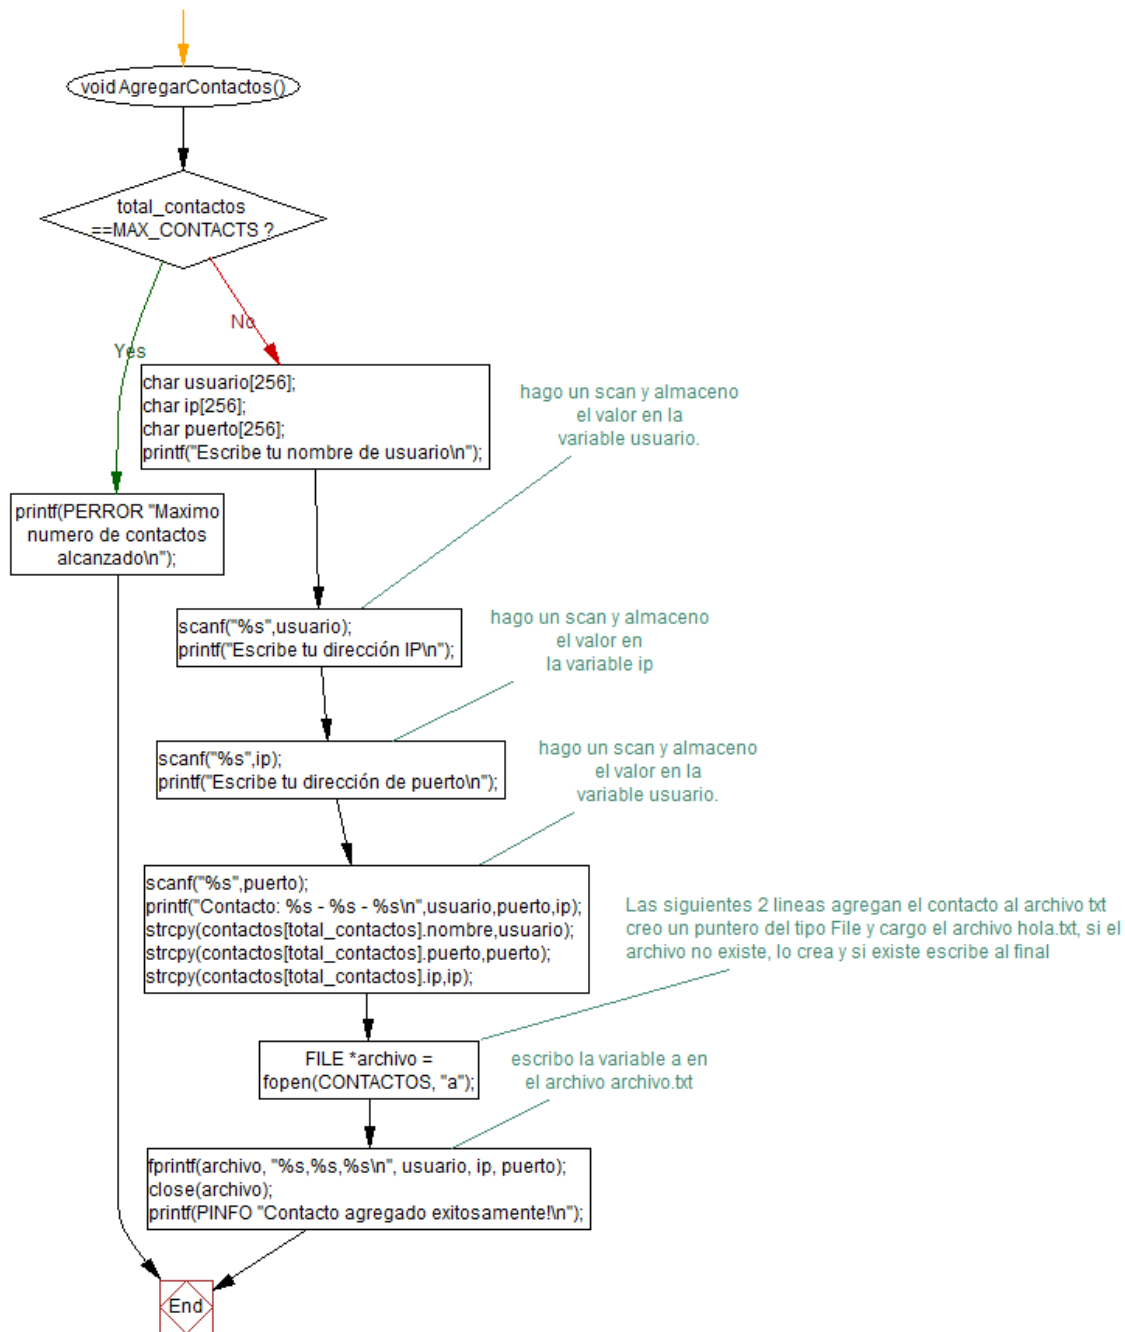 void AgregarContactos()
total_contactos
==MAX_CONTACTS ?
No
Yes
char usuario[256];
char ip[256];
char puerto[256];
printf("Escribe tu nombre de usuario\n");
hago un scan y almaceno
el valor en la
variable usuario.
printf(PERROR "Maximo
numero de contactos
alcanzado\n");
scanf("%s",usuario);
printf("Escribe tu dirección IP\n");
hago un scan y almaceno
el valor en
la variable ip
scanf("%s",ip);
printf("Escribe tu dirección de puerto\n");
hago un scan y almaceno
el valor en la
variable usuario.
scanf("%s",puerto);
printf("Contacto: %s - %s - %s\n",usuario,puerto,ip);
strcpy(contactos[total_contactos].nombre,usuario);
strcpy(contactos[total_contactos].puerto,puerto);
strcpy(contactos[total_contactos].ip,ip);
Las siguientes 2 lineas agregan el contacto al archivo txt
creo un puntero del tipo File y cargo el archivo hola.txt, si el
archivo no existe, lo crea y si existe escribe al final
FILE *archivo =
fopen(CONTACTOS, "a");
escribo la variable a en
el archivo archivo.txt
fprintf(archivo, "%s,%s,%s\n", usuario, ip, puerto);
close(archivo);
printf(PINFO "Contacto agregado exitosamente!\n");
End